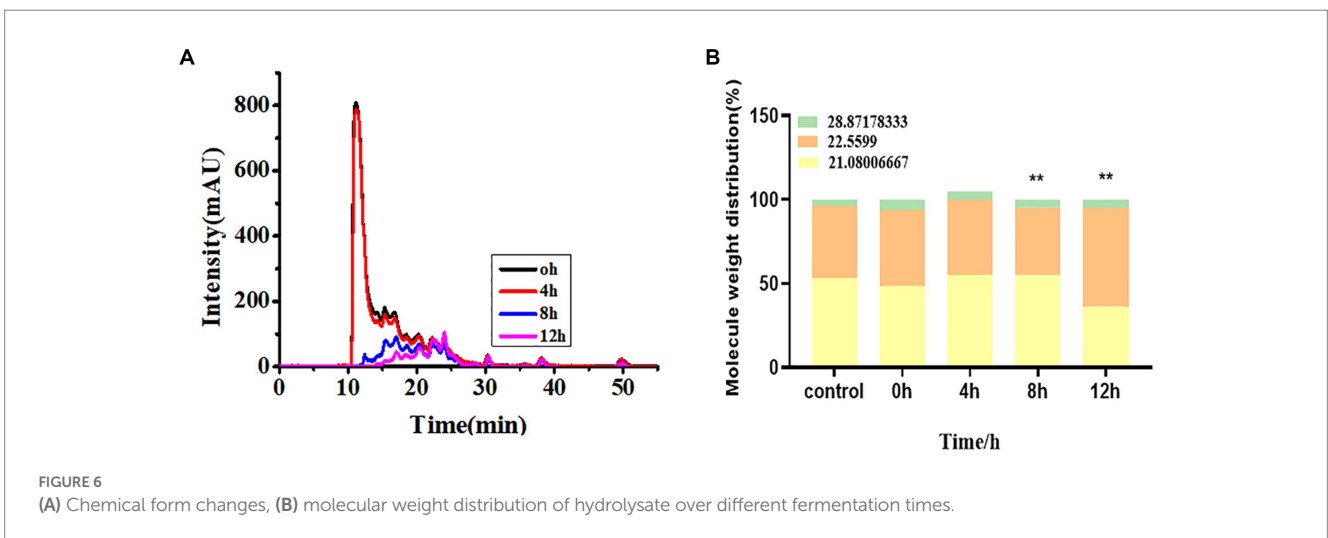 A
Intensity(mAU)
800
600
400
200
0
0 10 20 30 40 50
Time(min)
oh
4h
8h
12h
B
Molecule weight distribution(%)
150
100
50
0
28.87178333
22.5599
21.08006667
** **
control 0h 4h 8h 12h
Time/h
FIGURE 6
(A) Chemical form changes, (B) molecular weight distribution of hydrolysate over different fermentation times.